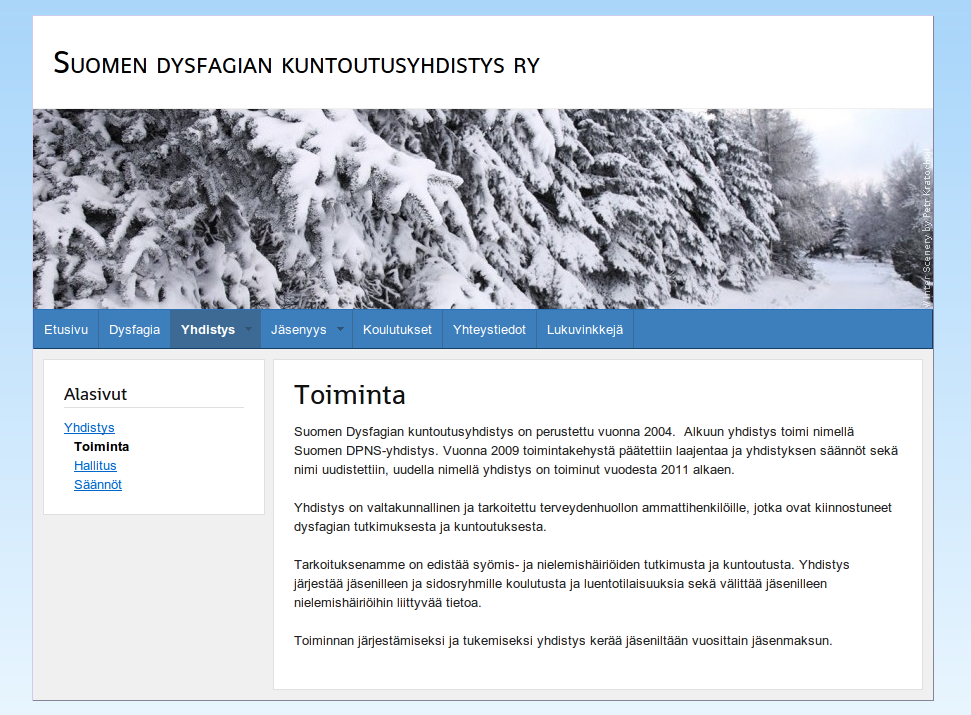 Suomen dysfagian kuntoutusyhdistys ry
Winter Scenery by Petr Kratochvil
Etusivu Dysfagia Yhdistys Jäsenyys Koulutukset Yhteystiedot Lukuvinkkejä
Alasivut
Yhdistys
Toiminta
Hallitus
Säännöt
Toiminta
Suomen Dysfagian kuntoutusyhdistys on perustettu vuonna 2004.  Alkuun yhdistys toimi nimellä
Suomen DPNS-yhdistys. Vuonna 2009 toimintakehystä päätettiin laajentaa ja yhdistyksen säännöt sekä
nimi uudistettiin, uudella nimellä yhdistys on toiminut vuodesta 2011 alkaen.
Yhdistys on valtakunnallinen ja tarkoitettu terveydenhuollon ammattihenkilöille, jotka ovat kiinnostuneet
dysfagian tutkimuksesta ja kuntoutuksesta.
Tarkoituksenamme on edistää syömis- ja nielemishäiriöiden tutkimusta ja kuntoutusta. Yhdistys
järjestää jäsenilleen ja sidosryhmille koulutusta ja luentotilaisuuksia sekä välittää jäsenilleen
nielemishäiriöihin liittyvää tietoa.
Toiminnan järjestämiseksi ja tukemiseksi yhdistys kerää jäseniltään vuosittain jäsenmaksun.